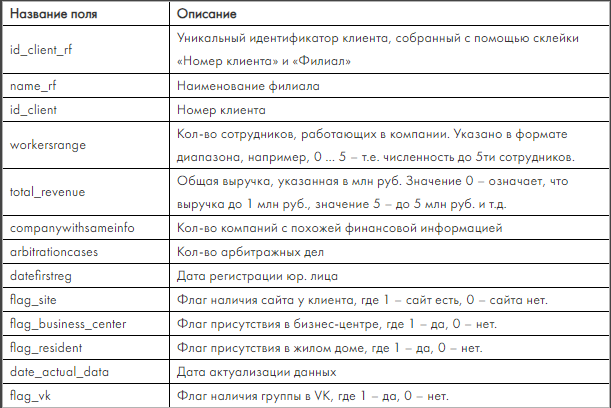 Название поля Описание
id_client_rf Уникальный идентификатор клиента, собранный с помощью склейки
«Номер клиента» и «Филиал»
name_rf Наименование филиала
id_client Номер клиента
workersrange Кол-во сотрудников, работающих в компании. Указано в формате
диапазона, например, 0 ... 5 – т.е. численность до 5ти сотрудников.
total_revenue Общая выручка, указанная в млн руб. Значение 0 – означает, что
выручка до 1 млн руб., значение 5 – до 5 млн руб. и т.д.
companywithsameinfo Кол-во компаний с похожей финансовой информацией
arbitrationcases Кол-во арбитражных дел
datefirstreg Дата регистрации юр. лица
flag_site Флаг наличия сайта у клиента, где 1 – сайт есть, 0 – сайта нет.
flag_business_center Флаг присутствия в бизнес-центре, где 1 – да, 0 – нет.
flag_resident Флаг присутствия в жилом доме, где 1 – да, 0 – нет.
date_actual_data Дата актуализации данных
flag_vk Флаг наличия группы в VK, где 1 – да, 0 – нет.